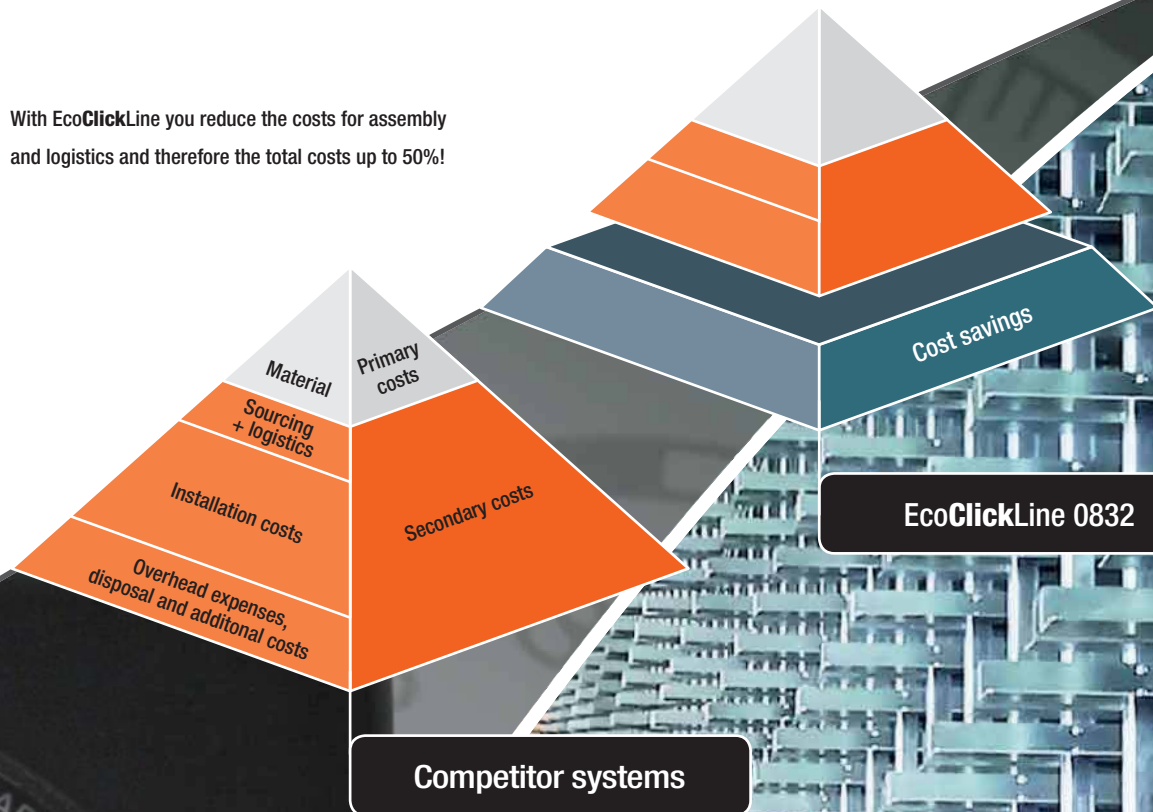 With EcoClickLine you reduce the costs for assembly
and logistics and therefore the total costs up to 50%!
Material
Primary
costs
Sourcing
+ logistics
Installation costs
Overhead expenses,
disposal and additonal costs
Secondary costs
Cost savings
EcoClickLine 0832
Competitor systems